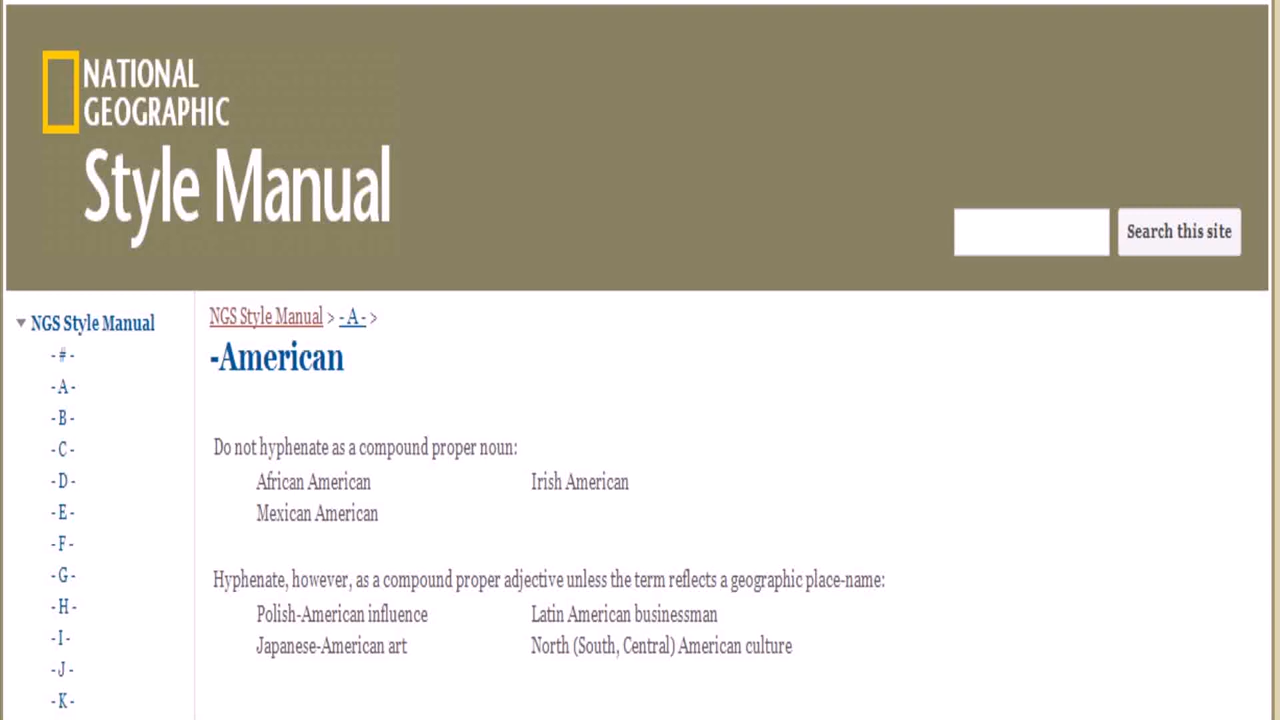 NATIONAL
GEOGRAPHIC
Style Manual
Search this site
NGS Style Manual
- # -
- A -
- B -
- C -
- D -
- E -
- F -
- G -
- H -
- I -
- J -
- K -
NGS Style Manual > - A - >
-American
Do not hyphenate as a compound proper noun:
African American Irish American
Mexican American
Hyphenate, however, as a compound proper adjective unless the term reflects a geographic place-name:
Polish-American influence Latin American businessman
Japanese-American art North (South, Central) American culture